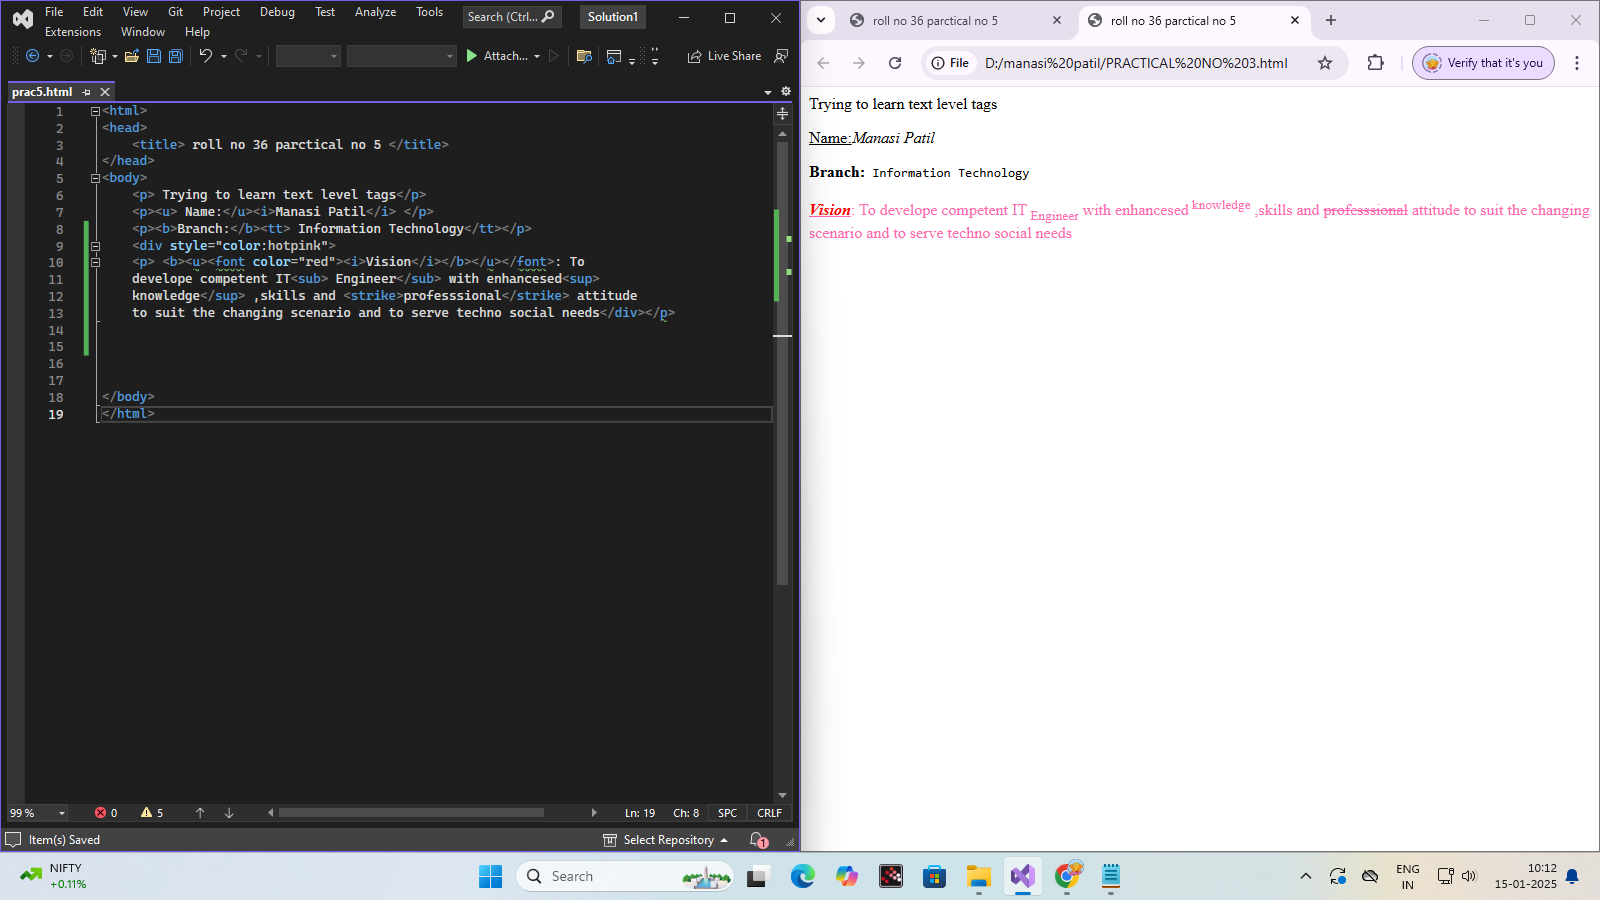 File Edit View Git Project Debug Test Analyze Tools Search (Ctrl... Solution1
Extensions Window Help
Attach... Live Share
prac5.html
1 <html>
2 <head>
3 <title> roll no 36 parctical no 5 </title>
4 </head>
5 <body>
6 <p> Trying to learn text level tags</p>
7 <p><u> Name:</u><i>Manasi Patil</i> </p>
8 <p><b>Branch:</b><tt> Information Technology</tt></p>
9 <div style="color:hotpink">
10 <p> <b><u><font color="red"><i>Vision</i></b></u></font>: To
11 develope competent IT<sub> Engineer</sub> with enhancesed<sup>
12 knowledge</sup> ,skills and <strike>professsional</strike> attitude
13 to suit the changing scenario and to serve techno social needs</div></p>
14
15
16
17
18 </body>
19 </html>
99 % 0 5 Ln: 19 Ch: 8 SPC CRLF
Item(s) Saved Select Repository 1
roll no 36 parctical no 5 roll no 36 parctical no 5
File D:/manasi%20patil/PRACTICAL%20NO%203.html Verify that it's you
Trying to learn text level tags
Name:Manasi Patil
Branch: Information Technology
Vision: To develope competent IT Engineer with enhancesed knowledge ,skills and professsional attitude to suit the changing
scenario and to serve techno social needs
NIFTY
+0.11%
Search
ENG
IN
10:12
15-01-2025